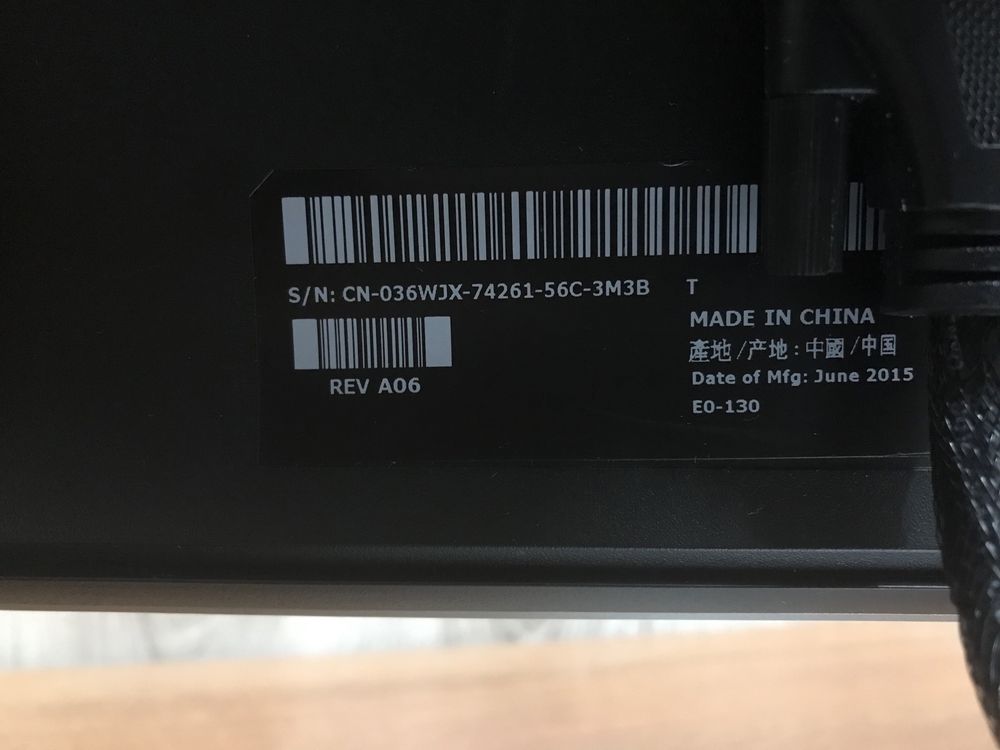 S/N: CN-036WJX-74261-56C-3M3B T
REV A06
MADE IN CHINA
產地/产地:中國/中国
Date of Mfg: June 2015
E0-130